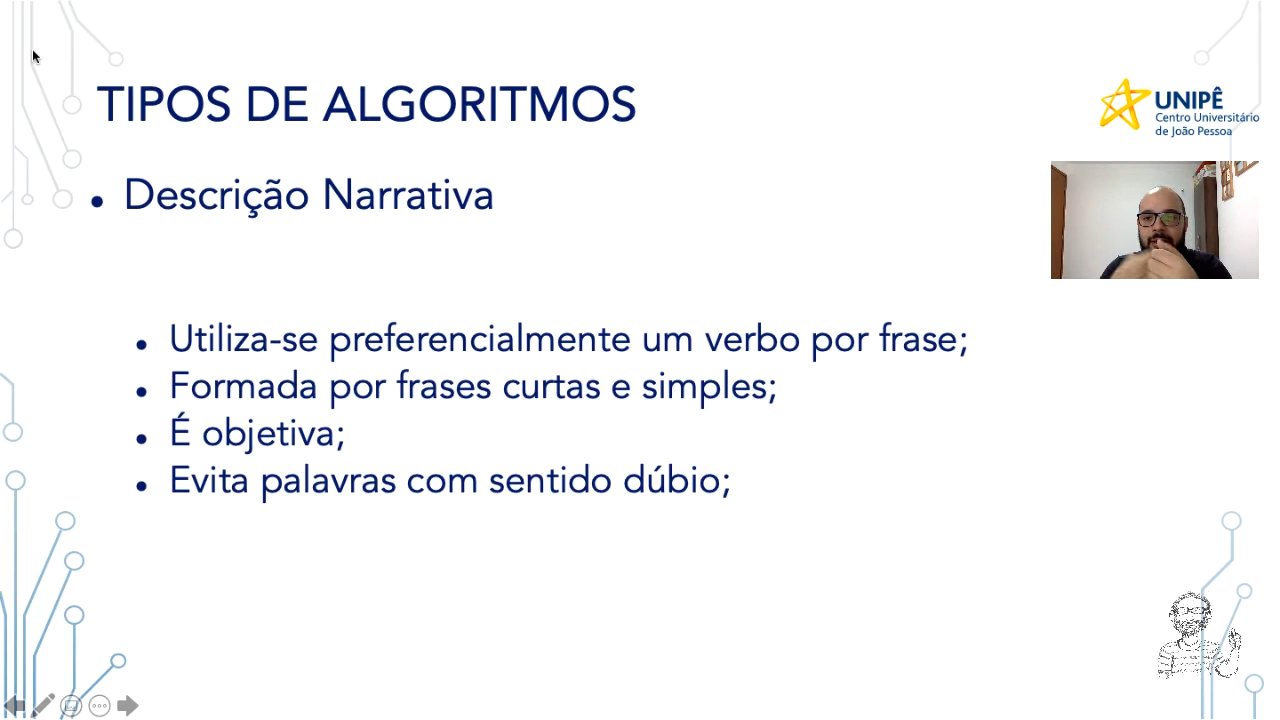 TIPOS DE ALGORITMOS
UNIPÊ
Centro Universitário
de João Pessoa
• Descrição Narrativa
• Utiliza-se preferencialmente um verbo por frase;
• Formada por frases curtas e simples;
• É objetiva;
• Evita palavras com sentido dúbio;